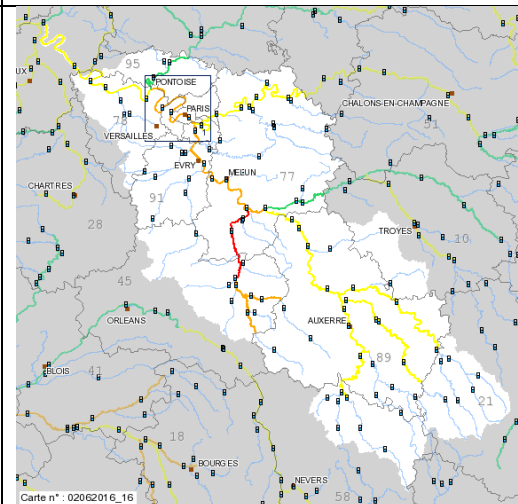 95
PONTOISE
UX
PARIS
CHALONS-EN-CHAMPAGNE
51
VERSAILLES
EVRY
MELUN
77
CHARTRES
91
28
TROYES
10
45
ORLEANS
AUXERRE
89
BLOIS
41
21
18
BOURGES
NEVERS
58
Carte n° : 02062016_16